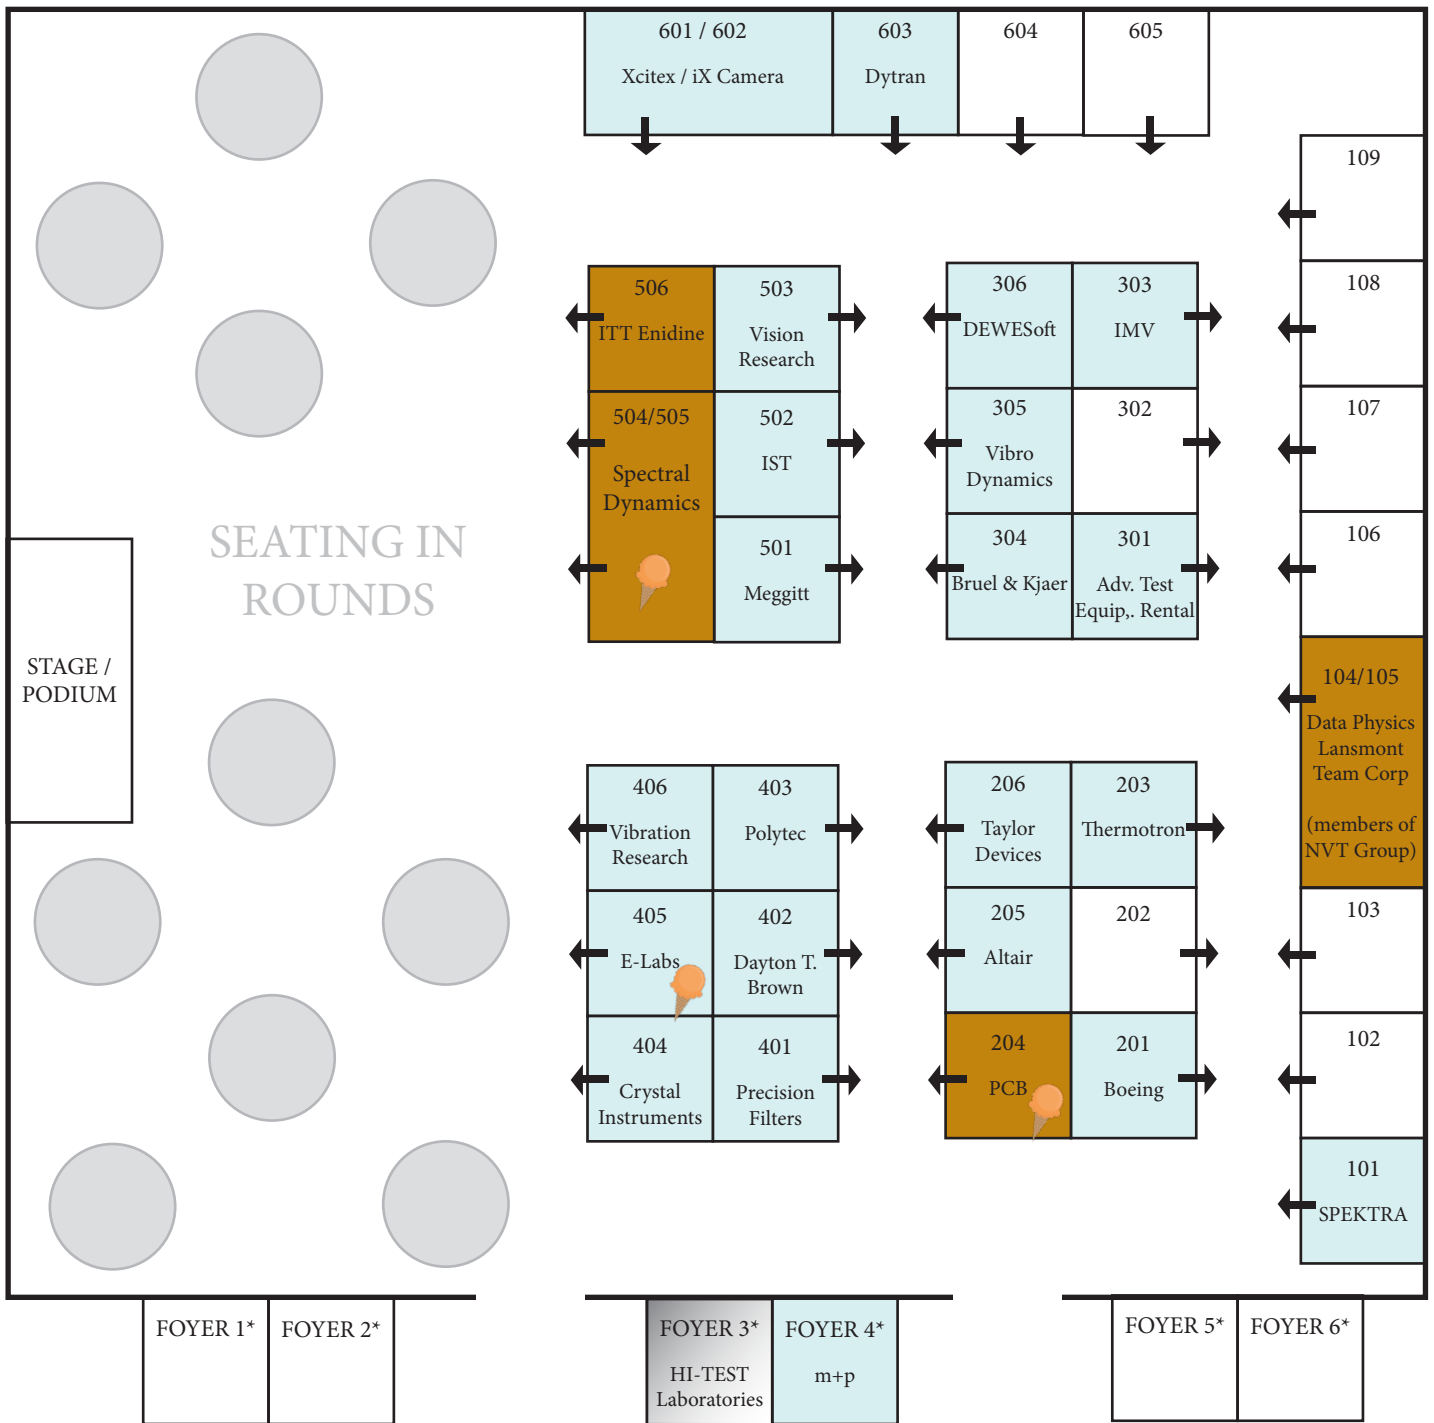 601 / 602
Xcitex / iX Camera
603
Dytran
604
605
109
108
107
106
104/105
Data Physics
Lansmont
Team Corp
(members of
NVT Group)
103
102
101
SPEKTRA
506
ITT Enidine
503
Vision
Research
504/505
Spectral
Dynamics
502
IST
501
Meggitt
306
DEWESoft
303
IMV
305
Vibro
Dynamics
302
304
Bruel & Kjaer
301
Adv. Test
Equip,. Rental
SEATING IN
ROUNDS
STAGE /
PODIUM
406
Vibration
Research
403
Polytec
405
E-Labs
402
Dayton T.
Brown
404
Crystal
Instruments
401
Precision
Filters
206
Taylor
Devices
203
Thermotron
205
Altair
202
204
PCB
201
Boeing
FOYER 1*
FOYER 2*
FOYER 3*
HI-TEST
Laboratories
FOYER 4*
m+p
FOYER 5*
FOYER 6*